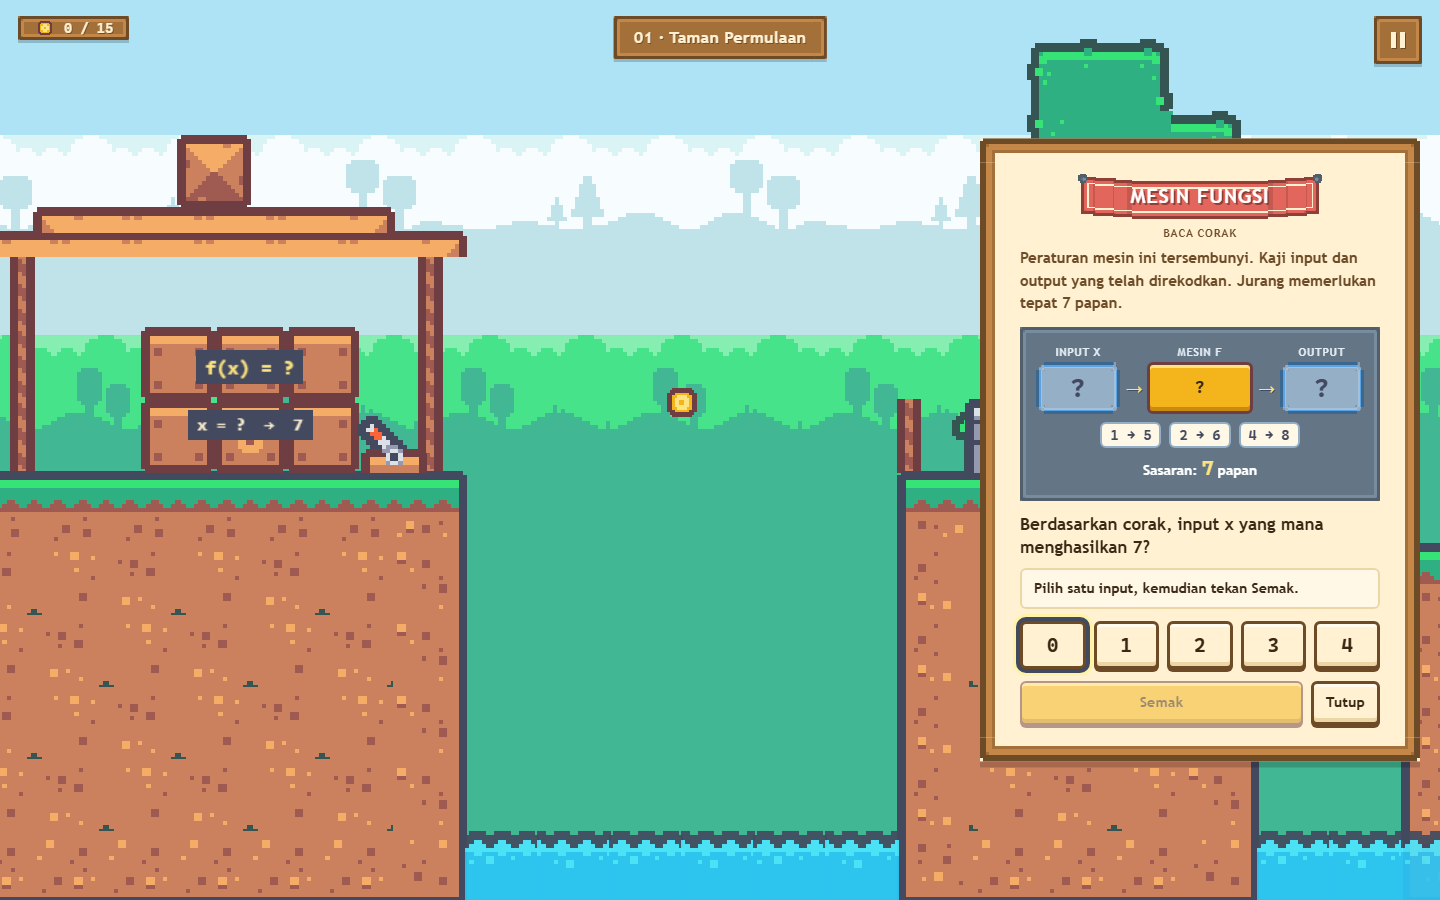 0 / 15
01 · Taman Permulaan
f(x) = ?
x = ? → 7
MESIN FUNGSI
BACA CORAK
Peraturan mesin ini tersembunyi. Kaji input dan
output yang telah direkodkan. Jurang memerlukan
tepat 7 papan.
INPUT X MESIN F OUTPUT
? → ? → ?
1 → 5 2 → 6 4 → 8
Sasaran: 7 papan
Berdasarkan corak, input x yang mana
menghasilkan 7?
Pilih satu input, kemudian tekan Semak.
0 1 2 3 4
Semak Tutup